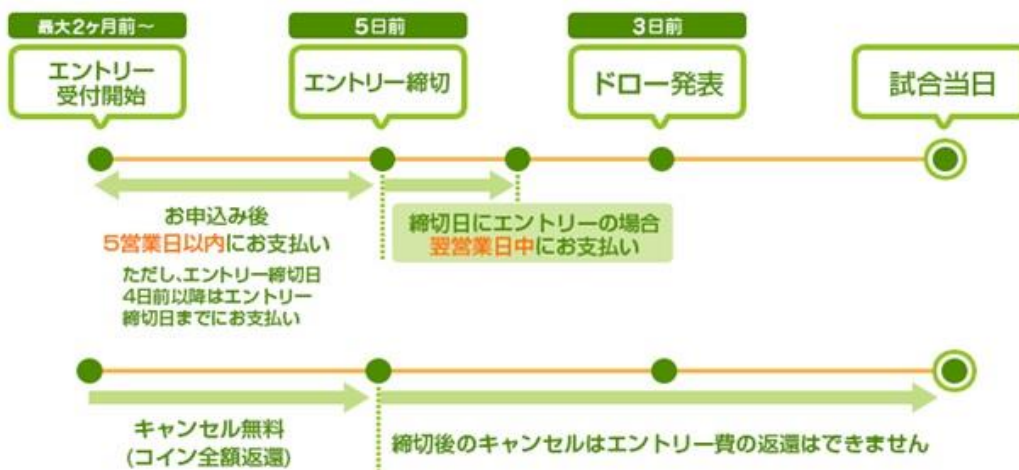 最大2ヶ月前～
5日前
3日前
エントリー
受付開始
エントリー締切
ドロー発表
試合当日
お申込み後
5営業日以内にお支払い
ただし、エントリー締切日
4日前以降はエントリー
締切日までにお支払い
締切日にエントリーの場合
翌営業日中にお支払い
キャンセル無料
(コイン全額返還)
締切後のキャンセルはエントリー費の返還はできません